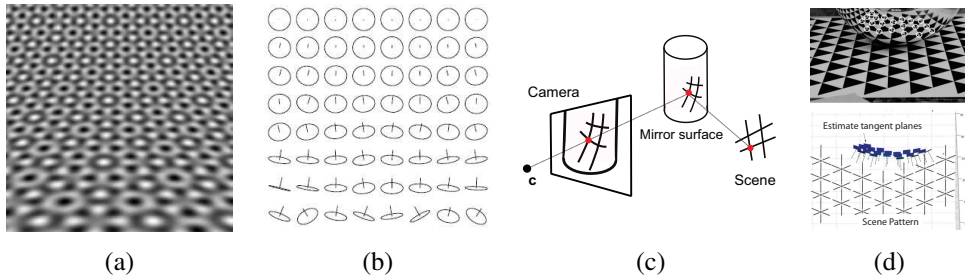 Camera
Mirror surface
c
Scene
Estimate tangent planes
Scene Pattern
(a)
(b)
(c)
(d)